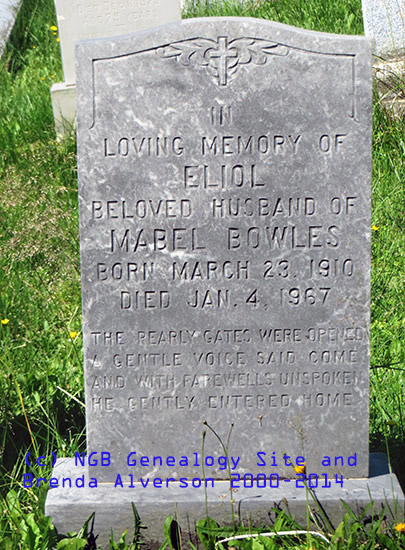 IN
LOVING MEMORY OF
ELIOL
BELOVED HUSBAND OF
MABEL BOWLES
BORN MARCH 23, 1910
DIED JAN. 4, 1967
THE PEARLY GATES WERE OPENED
A GENTLE VOICE SAID COME
AND WITH FAREWELLS UNSPOKEN
HE GENTLY ENTERED HOME
(c) NGB Genealogy Site and
Brenda Alverson 2000-2014